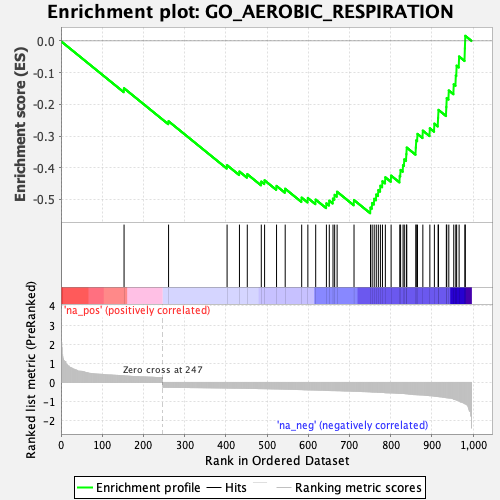 Enrichment plot: GO_AEROBIC_RESPIRATION
Enrichment score (ES)
0.0
-0.1
-0.2
-0.3
-0.4
-0.5
'na_pos' (positively correlated)
Ranked list metric (PreRanked)
4
3
2
1
0
-1
-2
Zero cross at 247
'na_neg' (negatively correlated)
0
100
200
300
400
500
600
700
800
900
1,000
Rank in Ordered Dataset
Enrichment profile
Hits
Ranking metric scores